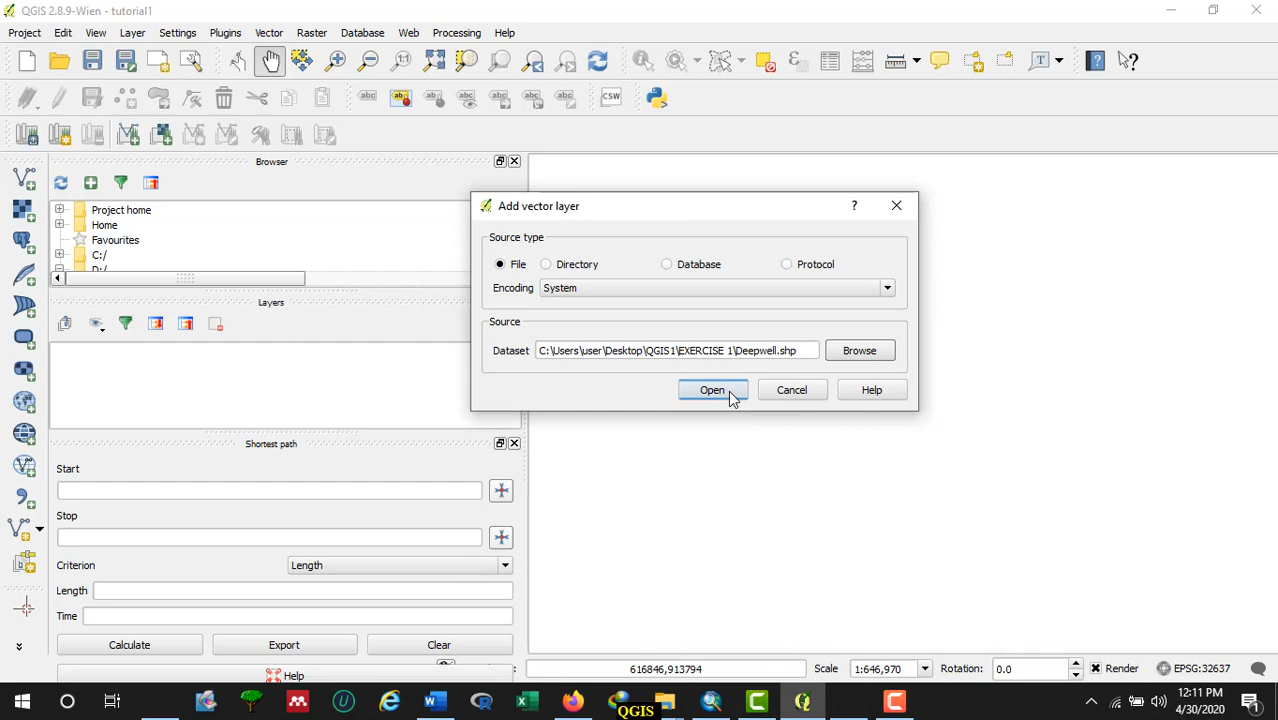 QGIS 2.8.9-Wien - tutorial1
Project Edit View Layer Settings Plugins Vector Raster Database Web Processing Help
Browser
Project home
Home
Favourites
C:/
D:/
Layers
Add vector layer
Source type
File Directory Database Protocol
Encoding System
Source
Dataset C:\Users\user\Desktop\QGIS1\EXERCISE 1\Deepwell.shp Browse
Open Cancel Help
Shortest path
Start
Stop
Criterion Length
Length
Time
Calculate Export Clear
Help
616846,913794 Scale 1:646,970 Rotation: 0.0 Render EPSG:32637
QGIS
12:11 PM
4/30/2020